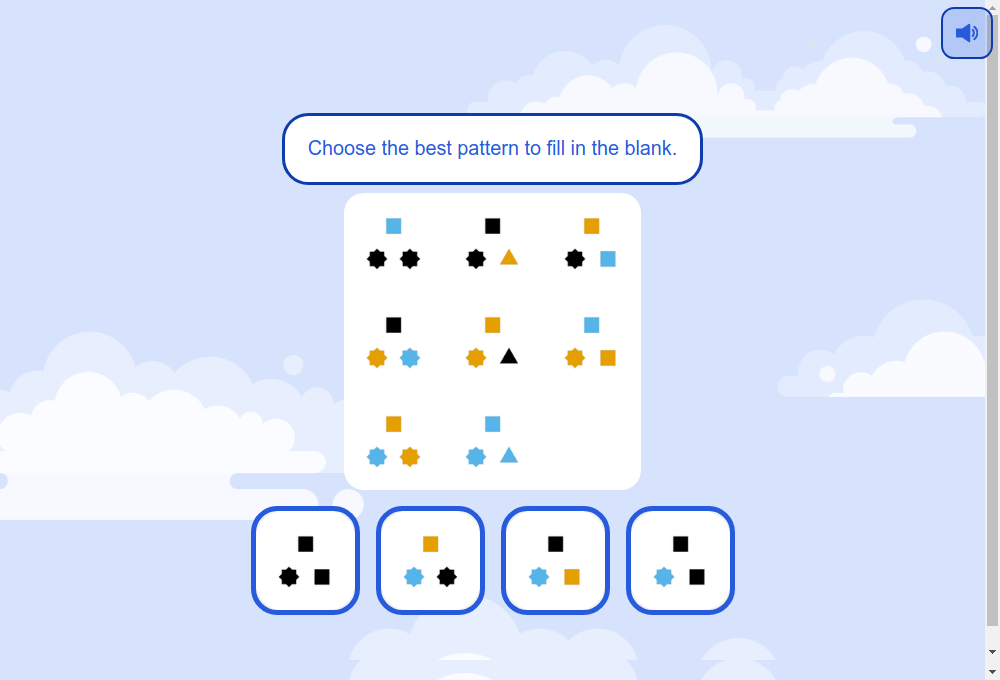 Choose the best pattern to fill in the blank.